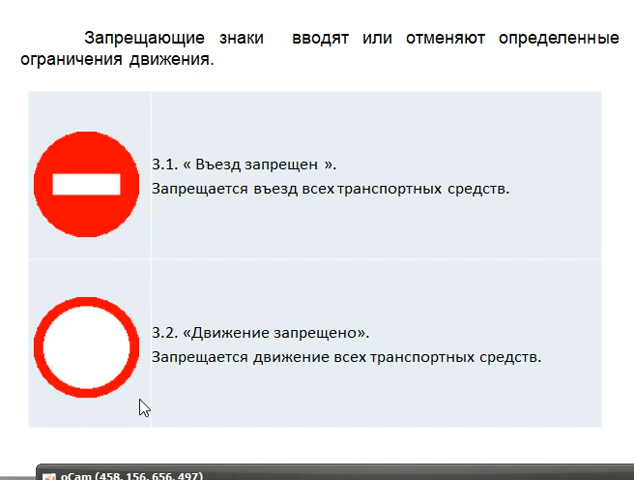 Запрещающие знаки вводят или отменяют определенные
ограничения движения.
3.1. « Въезд запрещен ».
Запрещается въезд всех транспортных средств.
3.2. «Движение запрещено».
Запрещается движение всех транспортных средств.
oCam (458, 156, 656, 497)